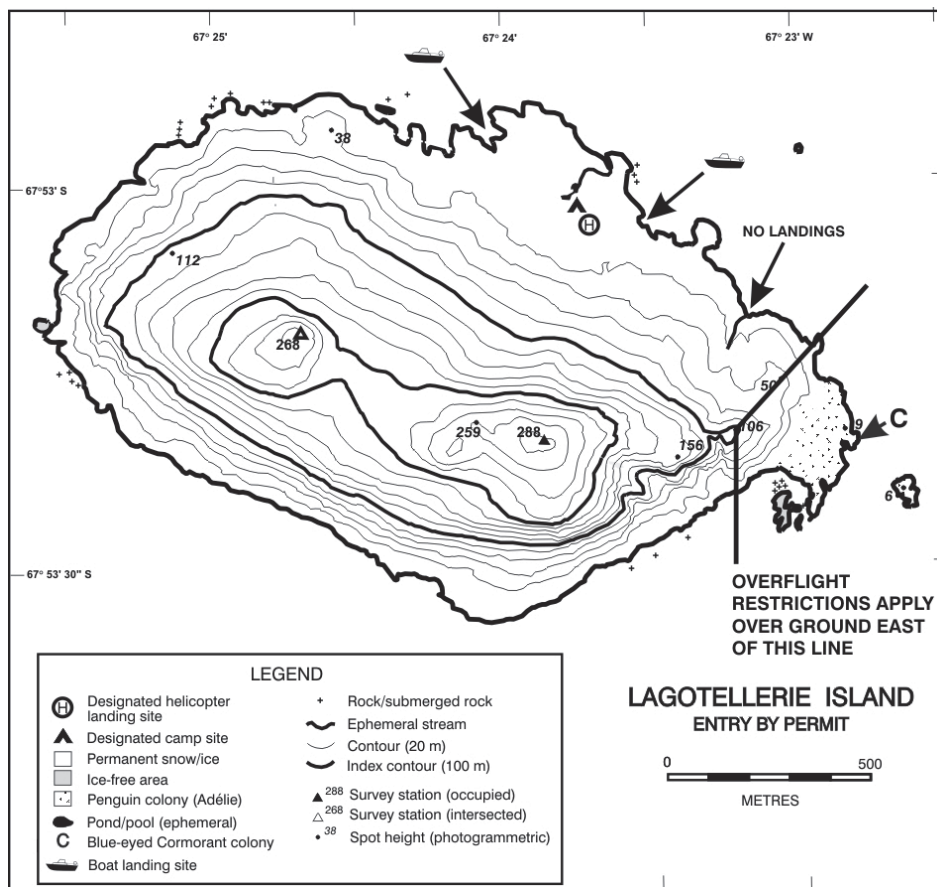 67° 25'
67° 24'
67° 23' W
38
67° 53' S
H
NO LANDINGS
112
268
50
259
288
106
156
9
C
6
67° 53' 30" S
OVERFLIGHT
RESTRICTIONS APPLY
OVER GROUND EAST
OF THIS LINE
LEGEND
H Designated helicopter
landing site
Designated camp site
Permanent snow/ice
Ice-free area
Penguin colony (Adélie)
Pond/pool (ephemeral)
C Blue-eyed Cormorant colony
Boat landing site
Rock/submerged rock
Ephemeral stream
Contour (20 m)
Index contour (100 m)
288 Survey station (occupied)
268 Survey station (intersected)
38 Spot height (photogrammetric)
LAGOTELLERIE ISLAND
ENTRY BY PERMIT
0 500
METRES